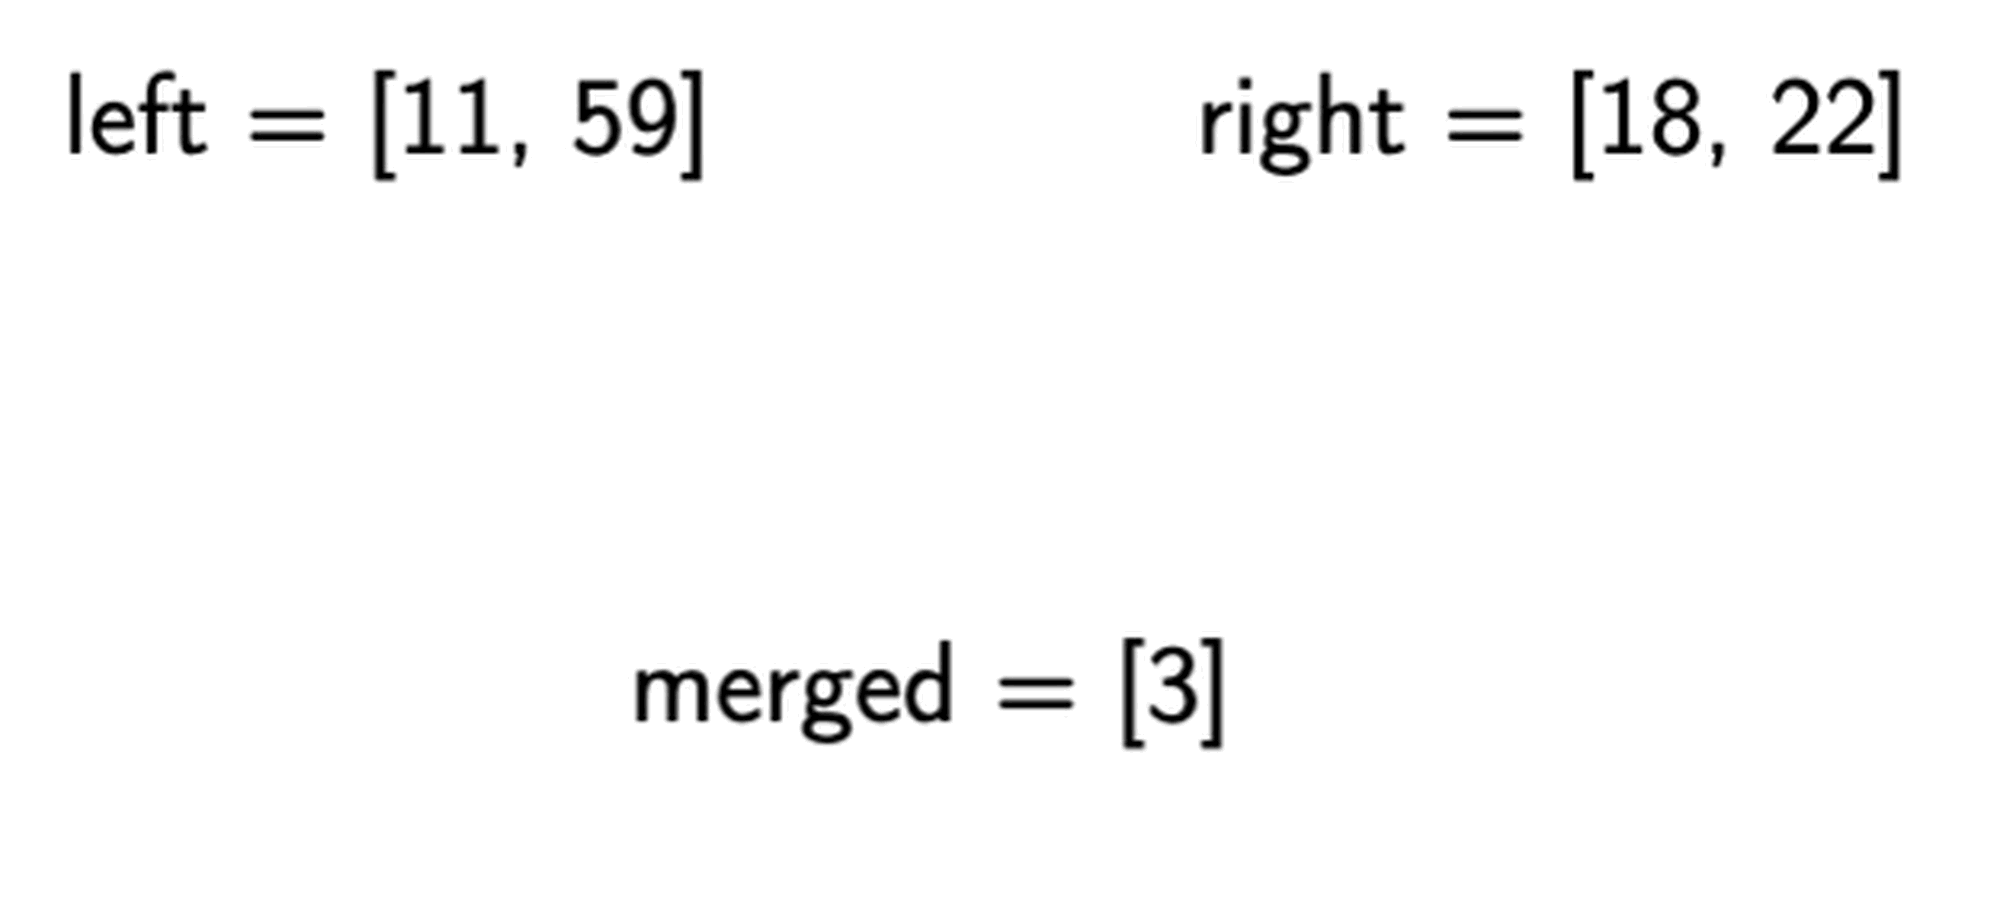 left = [11, 59] right = [18, 22]
merged = [3]